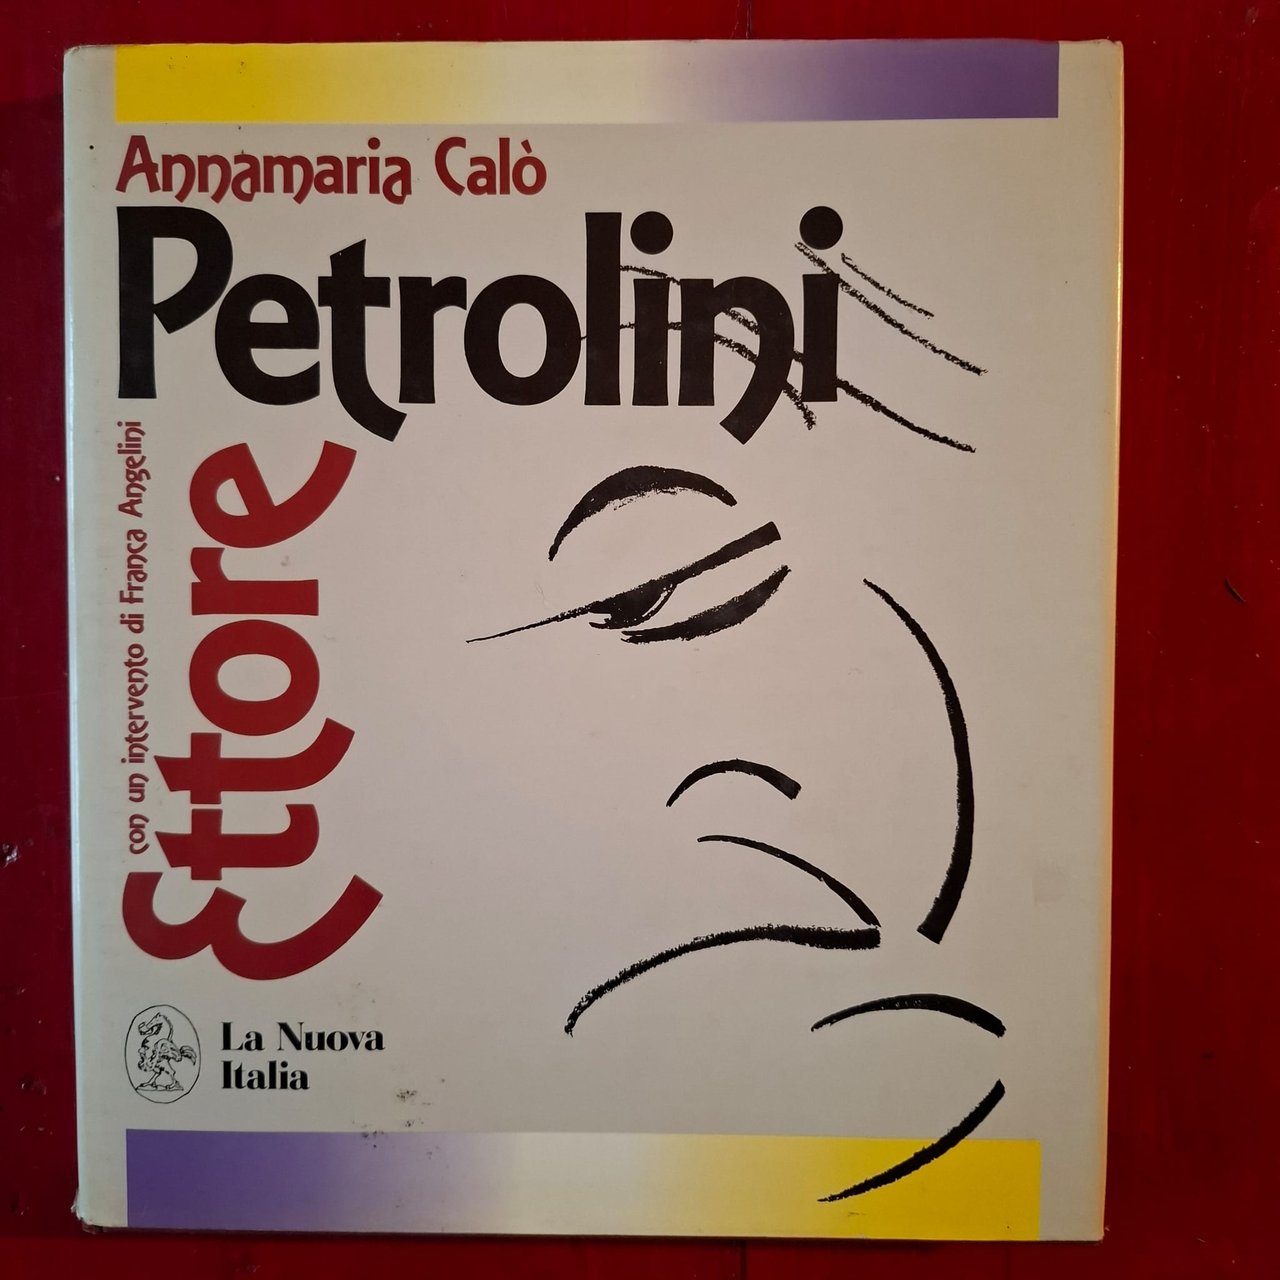 Annamaria Calò
Petrolini
Ettore
con un intervento di Franca Angelini
La Nuova
Italia